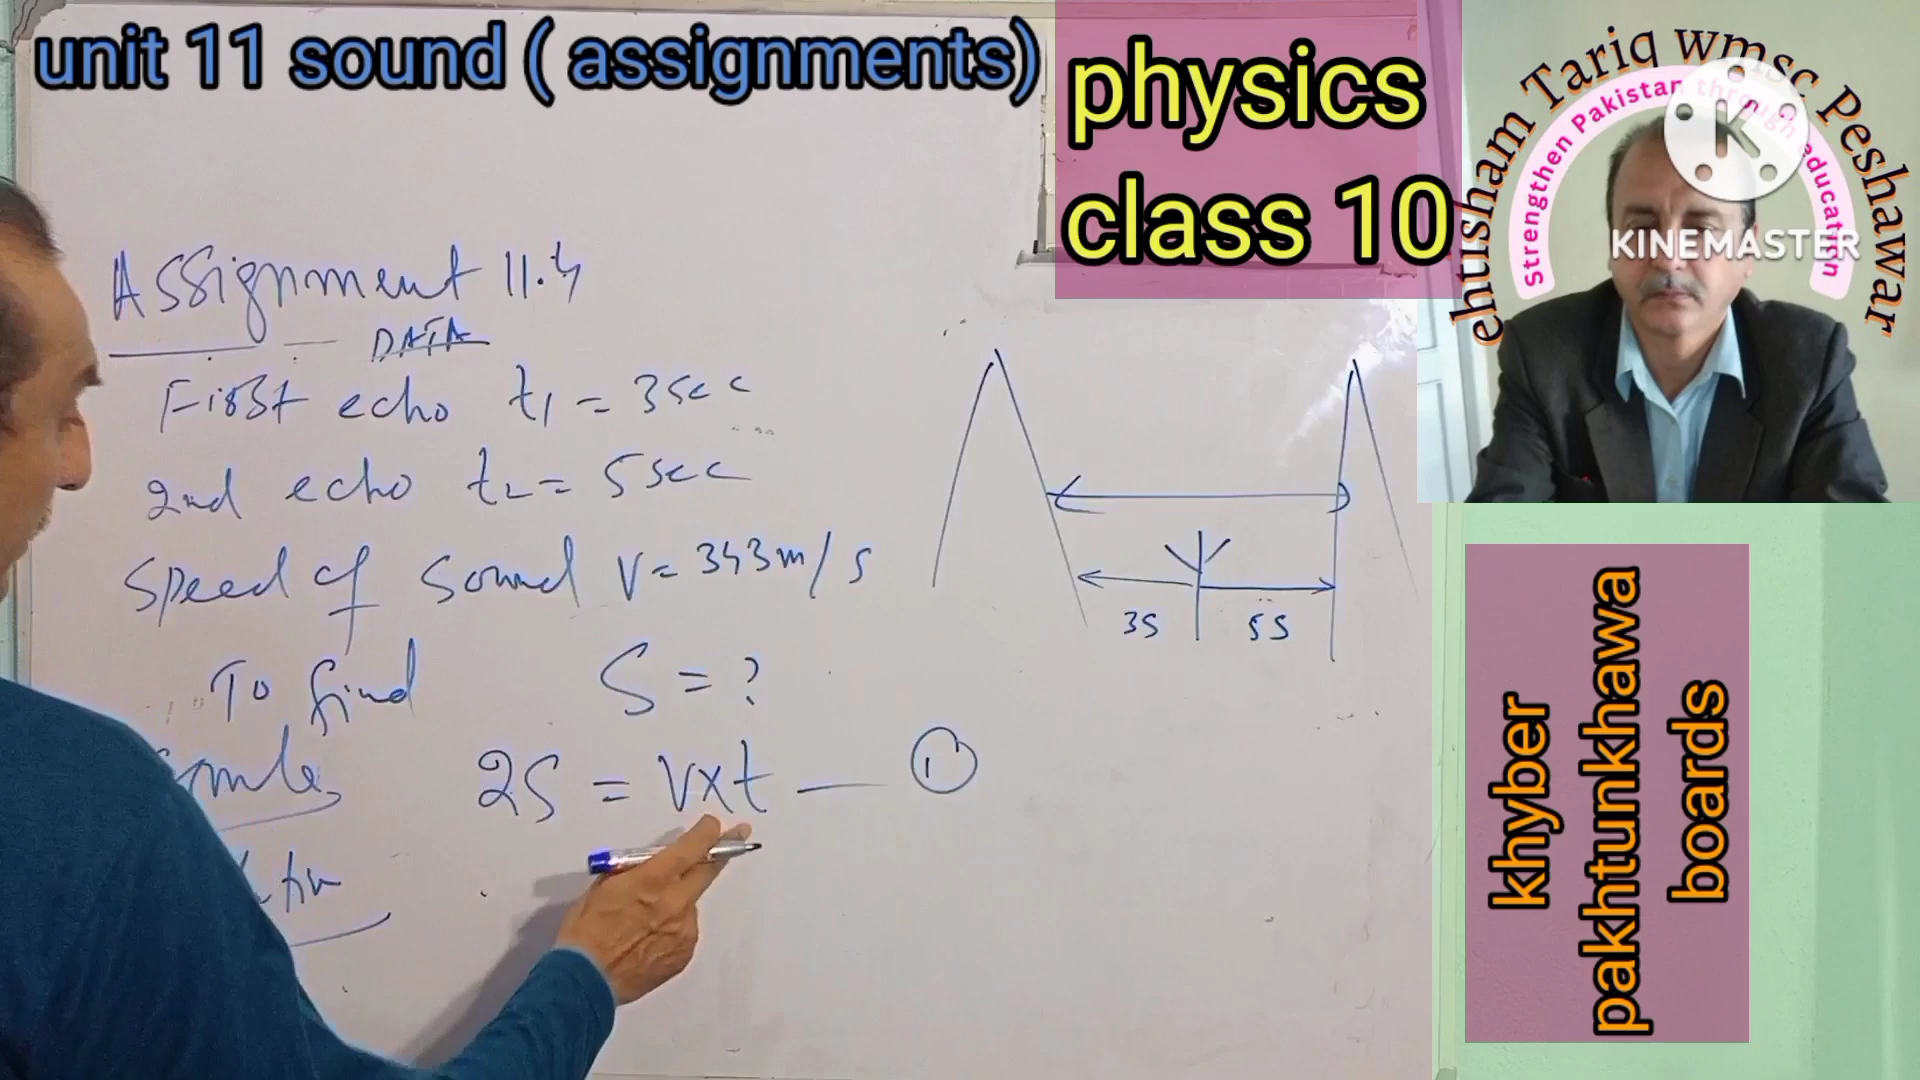 unit 11 sound ( assignments)
physics
class 10
ehtisham Tariq wmsc Peshawar
Strengthen Pakistan through education
KINEMASTER
Assignment 11.4
DATA
First echo t1 = 3sec
2nd echo t2 = 5sec
Speed of Sound V = 343m/s
To find S = ?
2S = Vxt — 1
3S 5S
khyber
pakhtunkhawa
boards